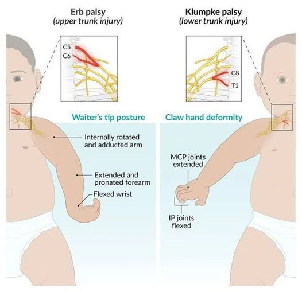 Erb palsy
(upper trunk injury)
C5
C6
Waiter's tip posture
Internally rotated
and adducted arm
Extended and
pronated forearm
Flexed wrist
Klumpke palsy
(lower trunk injury)
C8
T1
Claw hand deformity
MCP joints
extended
IP joints
flexed